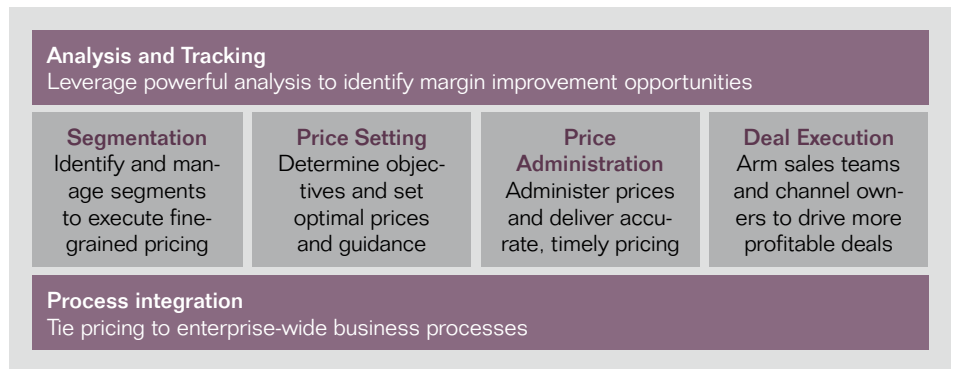 Analysis and Tracking
Leverage powerful analysis to identify margin improvement opportunities
Segmentation
Identify and man-
age segments
to execute fine-
grained pricing
Price Setting
Determine objec-
tives and set
optimal prices
and guidance
Price
Administration
Administer prices
and deliver accu-
rate, timely pricing
Deal Execution
Arm sales teams
and channel own-
ers to drive more
profitable deals
Process integration
Tie pricing to enterprise-wide business processes